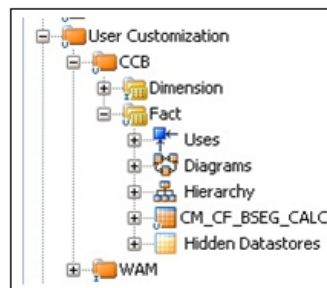 User Customization
CCB
Dimension
Fact
Uses
Diagrams
Hierarchy
CM_CF_BSEG_CALC
Hidden Datastores
WAM